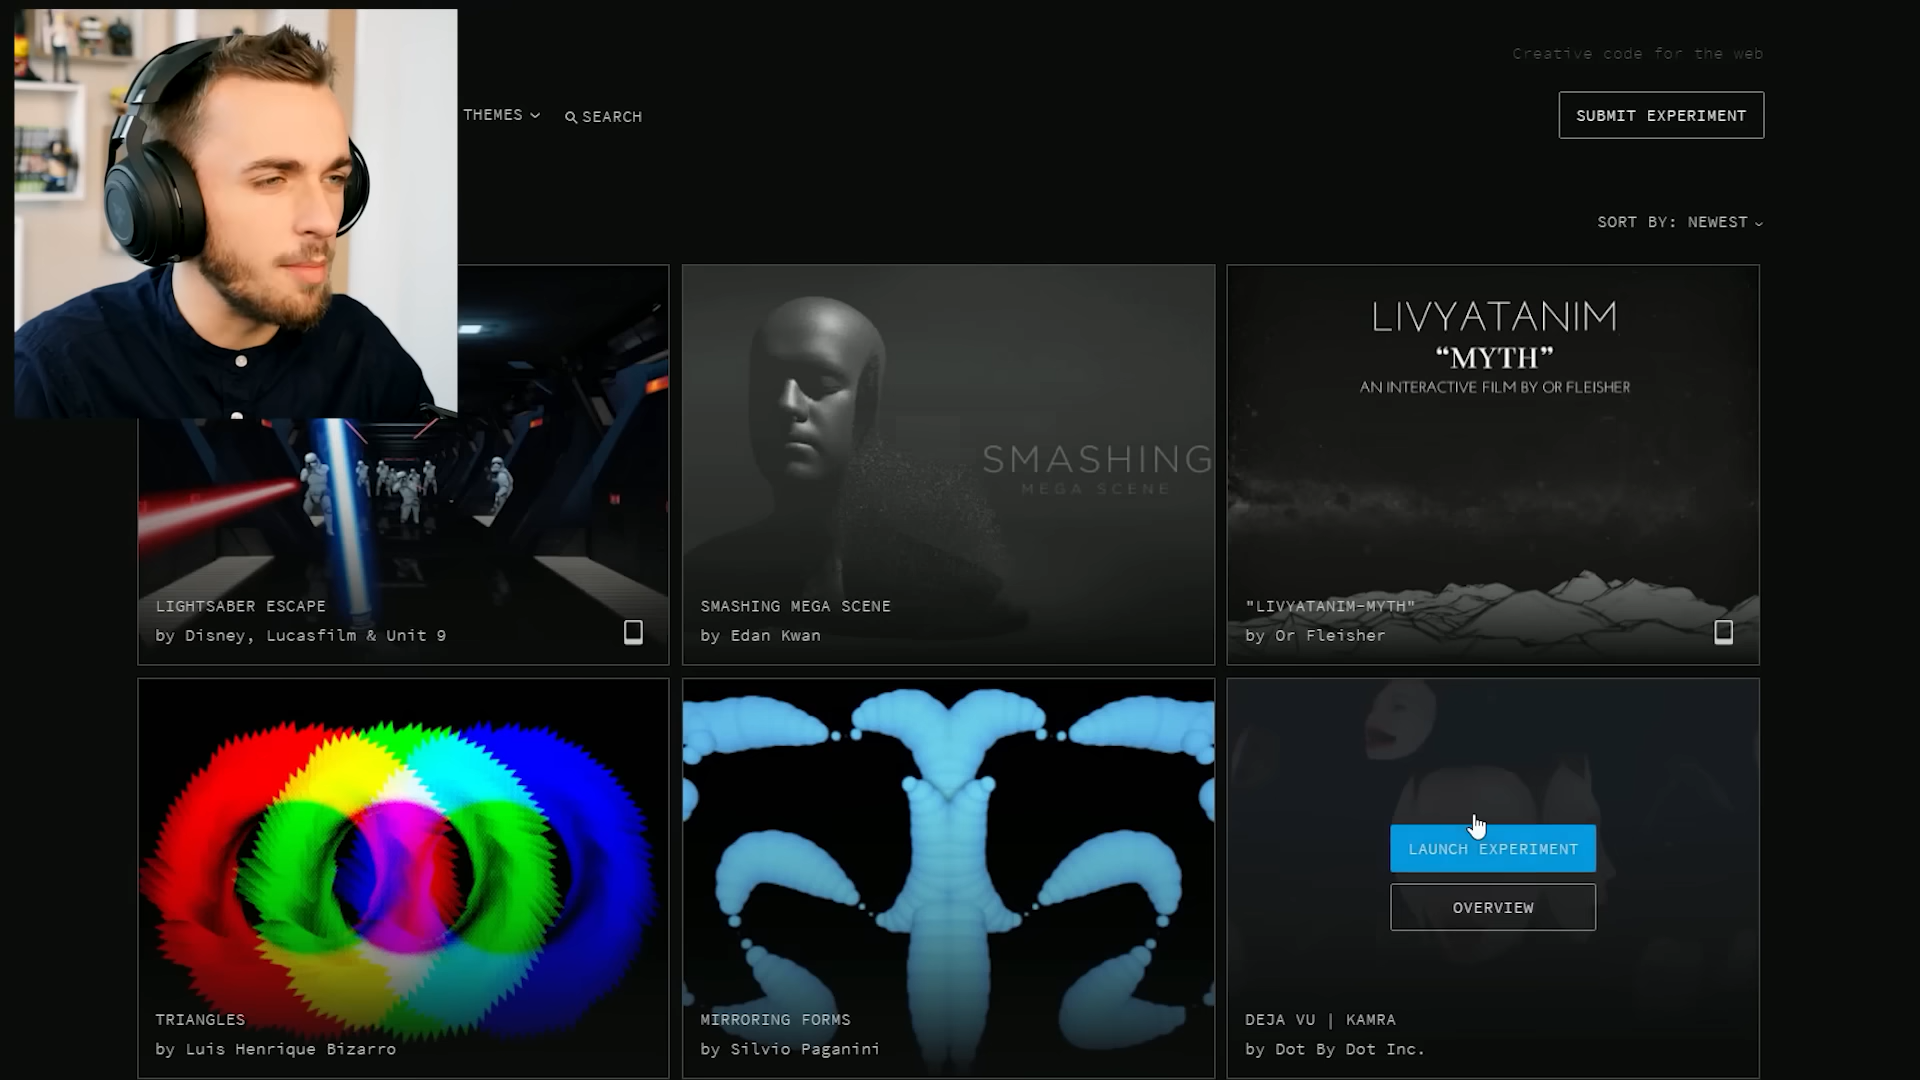 Creative code for the web
THEMES
SEARCH
SUBMIT EXPERIMENT
SORT BY: NEWEST
LIVYATANIM
“MYTH”
AN INTERACTIVE FILM BY OR FLEISHER
SMASHING
MEGA SCENE
LIGHTSABER ESCAPE
by Disney, Lucasfilm & Unit 9
SMASHING MEGA SCENE
by Edan Kwan
"LIVYATANIM-MYTH"
by Or Fleisher
LAUNCH EXPERIMENT
OVERVIEW
TRIANGLES
by Luis Henrique Bizarro
MIRRORING FORMS
by Silvio Paganini
DEJA VU | KAMRA
by Dot By Dot Inc.